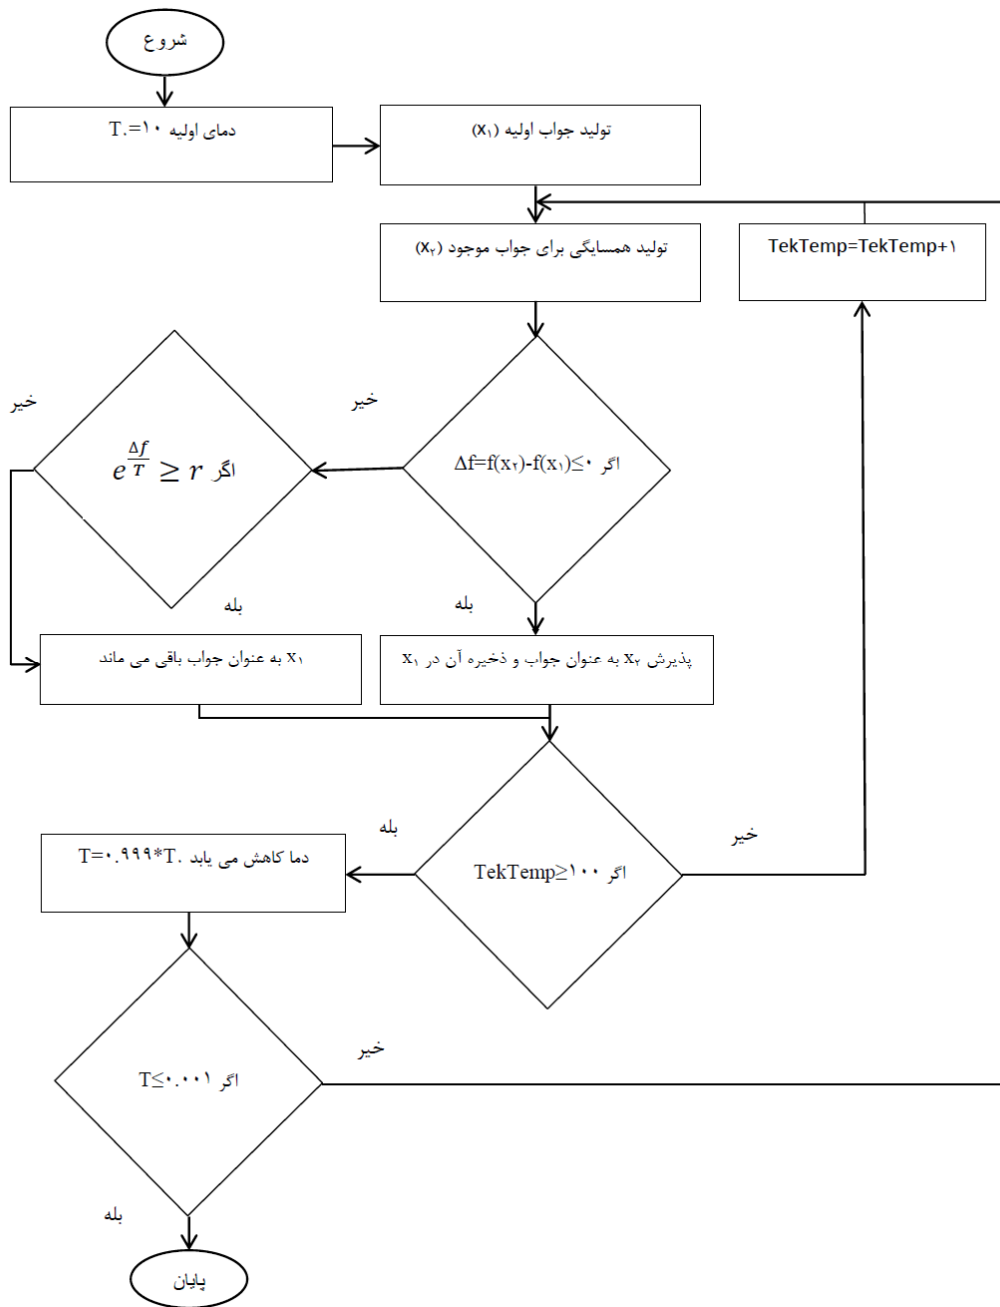 شروع
دمای اولیه T.=۱۰
تولید جواب اولیه (x۱)
تولید همسایگی برای جواب موجود (x۲)
TekTemp=TekTemp+۱
اگر Δf=f(x۲)-f(x۱)≤۰
خیر
بله
اگر e^(Δf/T) ≥ r
خیر
بله
x۱ به عنوان جواب باقی می ماند
پذیرش x۲ به عنوان جواب و ذخیره آن در x۱
اگر TekTemp≥۱۰۰
خیر
بله
دما کاهش می یابد T=۰.۹۹۹*T.
اگر T≤۰.۰۰۱
خیر
بله
پایان